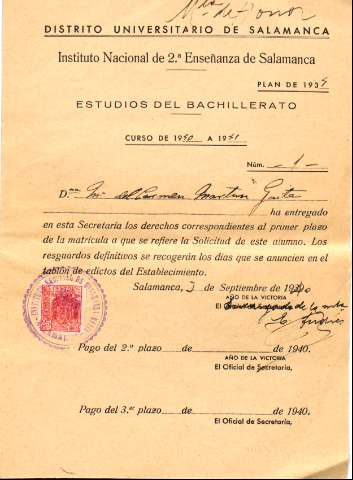 Mᵃ de Honor
DISTRITO UNIVERSITARIO DE SALAMANCA
Instituto Nacional de 2.ª Enseñanza de Salamanca
PLAN DE 193
ESTUDIOS DEL BACHILLERATO
CURSO DE 1940 A 1941
Núm. 1
D.ña Mª del Carmen Martín
ha entregado
en esta Secretaría los derechos correspondientes al primer plazo
de la matrícula a que se refiere la Solicitud de este alumno. Los
resguardos definitivos se recogerán los días que se anuncien en el
tablón de edictos del Establecimiento.
Salamanca, 3 de Septiembre de 1940
AÑO DE LA VICTORIA
El
Pago del 2.º plazo de de 1940.
AÑO DE LA VICTORIA
El Oficial de Secretaría,
Pago del 3.er plazo de de 1940.
El Oficial de Secretaría,